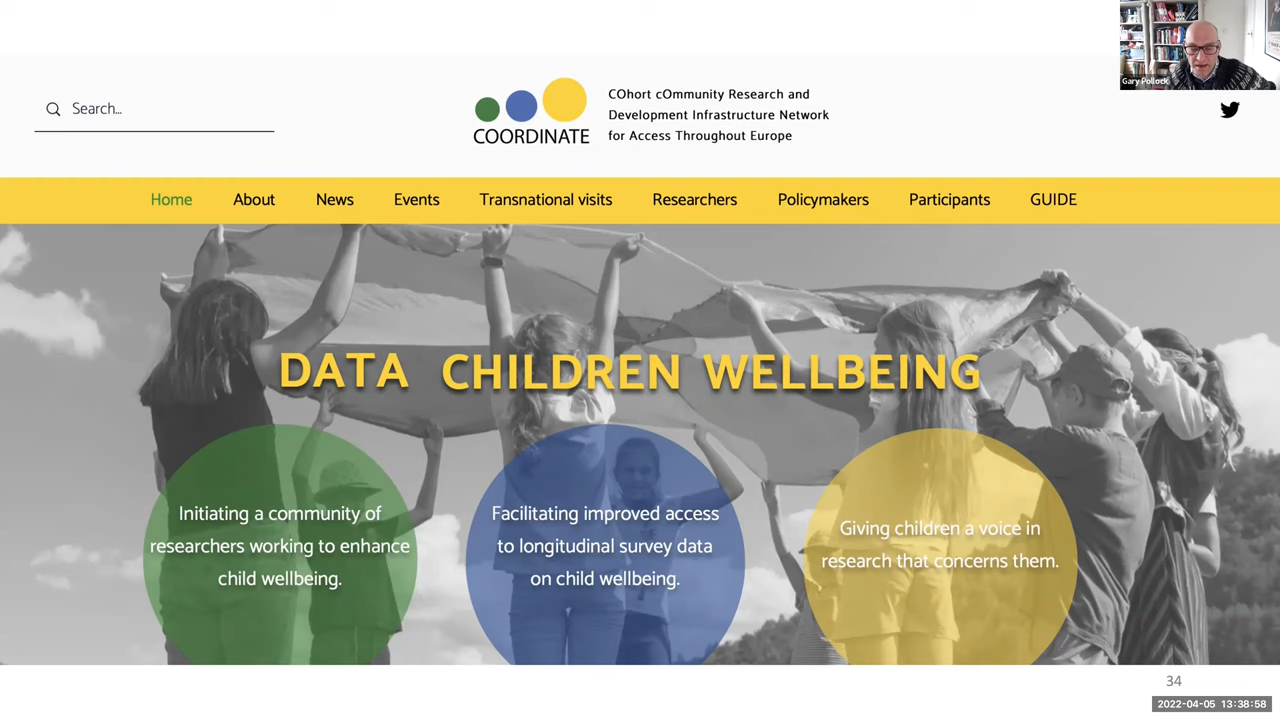 Gary Pollock
Search...
COORDINATE
COhort cOmmunity Research and
Development Infrastructure Network
for Access Throughout Europe
Home About News Events Transnational visits Researchers Policymakers Participants GUIDE
DATA CHILDREN WELLBEING
Initiating a community of
researchers working to enhance
child wellbeing.
Facilitating improved access
to longitudinal survey data
on child wellbeing.
Giving children a voice in
research that concerns them.
34
2022-04-05 13:38:58